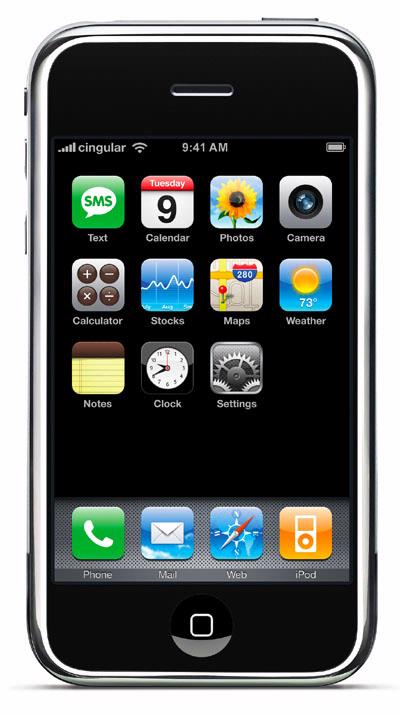 cingular 9:41 AM
SMS Tuesday 9
Text Calendar Photos Camera
280 73°
Calculator Stocks Maps Weather
Notes Clock Settings
Phone Mail Web iPod